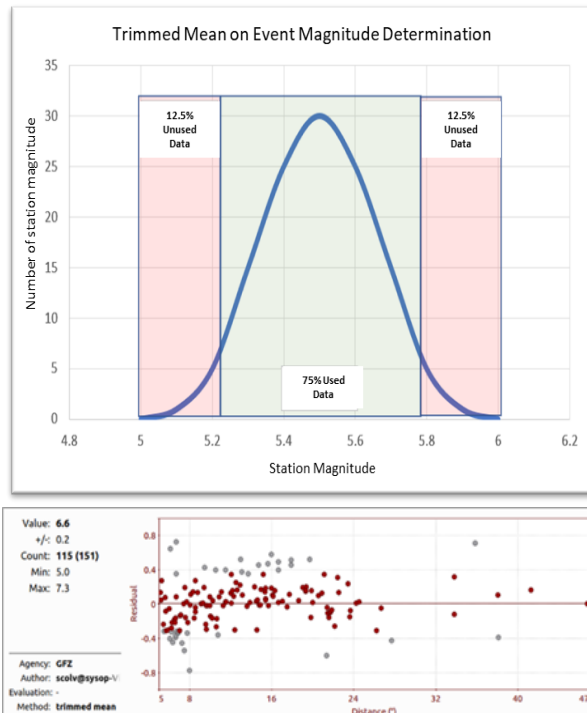 Trimmed Mean on Event Magnitude Determination
35
30
25
20
15
10
5
0
Number of station magnitude
12.5%
Unused
Data
12.5%
Unused
Data
75% Used
Data
4.8 5 5.2 5.4 5.6 5.8 6 6.2
Station Magnitude
Value: 6.6
+/-: 0.2
Count: 115 (151)
Min: 5.0
Max: 7.3
Agency: GFZ
Author: scolv@sysop-
Evaluation: -
Method: trimmed mean
Residual
0.8
0.4
0
-0.4
-0.8
5 8 16 24 32 40 47
Distance (°)